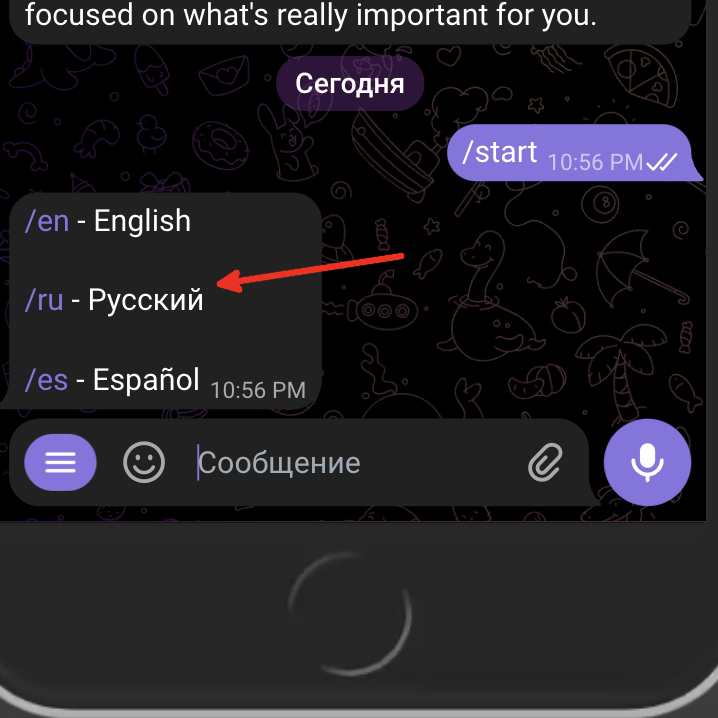 focused on what's really important for you.
Сегодня
/start 10:56 PM
/en - English
/ru - Русский
/es - Español 10:56 PM
Сообщение